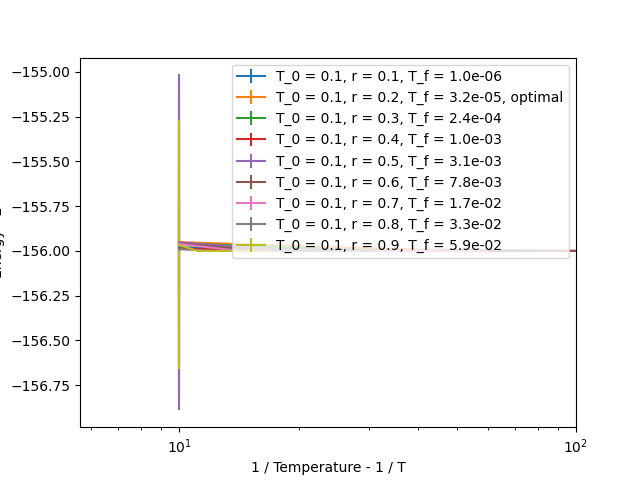 T_0 = 0.1, r = 0.1, T_f = 1.0e-06
T_0 = 0.1, r = 0.2, T_f = 3.2e-05, optimal
T_0 = 0.1, r = 0.3, T_f = 2.4e-04
T_0 = 0.1, r = 0.4, T_f = 1.0e-03
T_0 = 0.1, r = 0.5, T_f = 3.1e-03
T_0 = 0.1, r = 0.6, T_f = 7.8e-03
T_0 = 0.1, r = 0.7, T_f = 1.7e-02
T_0 = 0.1, r = 0.8, T_f = 3.3e-02
T_0 = 0.1, r = 0.9, T_f = 5.9e-02
−155.00
−155.25
−155.50
−155.75
−156.00
−156.25
−156.50
−156.75
10¹
10²
1 / Temperature - 1 / T